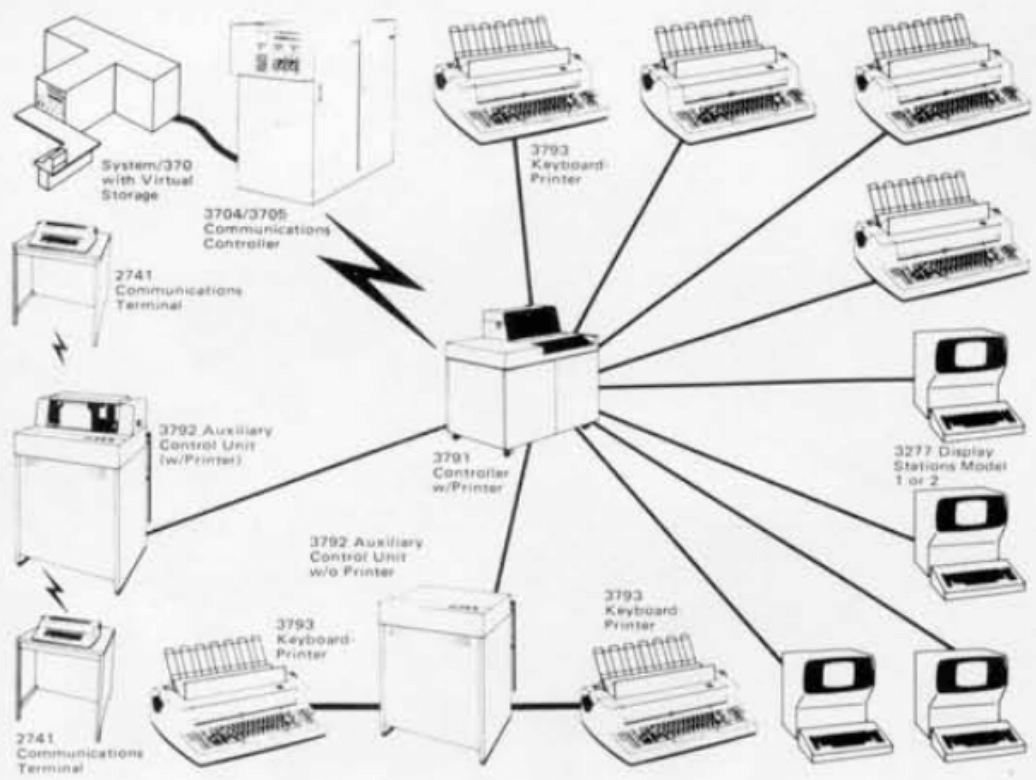 System/370
with Virtual
Storage
3704/3705
Communications
Controller
3793
Keyboard-
Printer
2741
Communications
Terminal
3792 Auxiliary
Control Unit
(w/Printer)
3791
Controller
w/Printer
3277 Display
Stations Model
1 or 2
3792 Auxiliary
Control Unit
w/o Printer
3793
Keyboard-
Printer
3793
Keyboard-
Printer
2741
Communications
Terminal